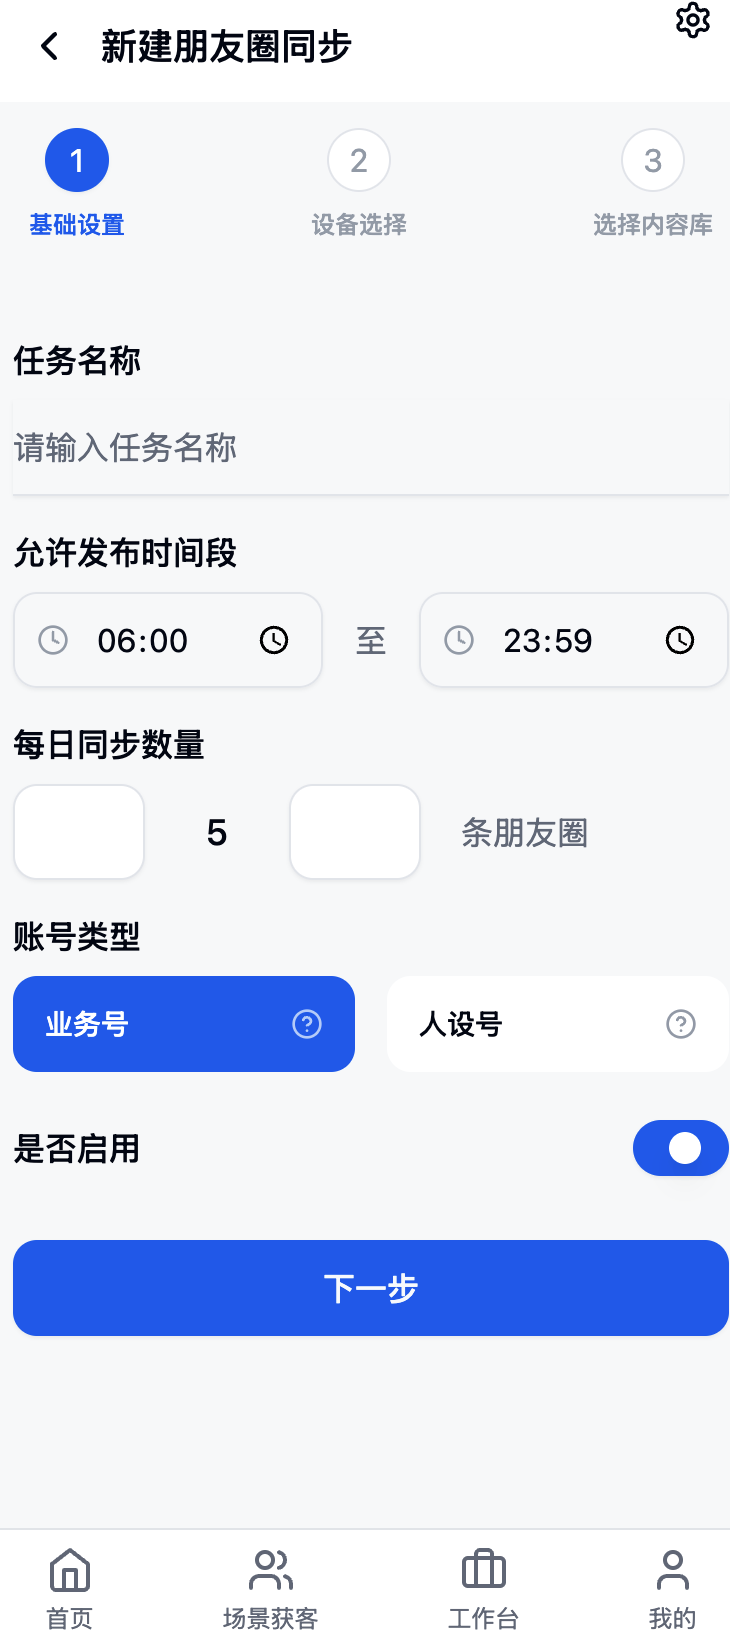 新建朋友圈同步
1
2
3
基础设置
设备选择
选择内容库
任务名称
请输入任务名称
允许发布时间段
06:00 至 23:59
每日同步数量
5 条朋友圈
账号类型
业务号
人设号
是否启用
下一步
首页
场景获客
工作台
我的